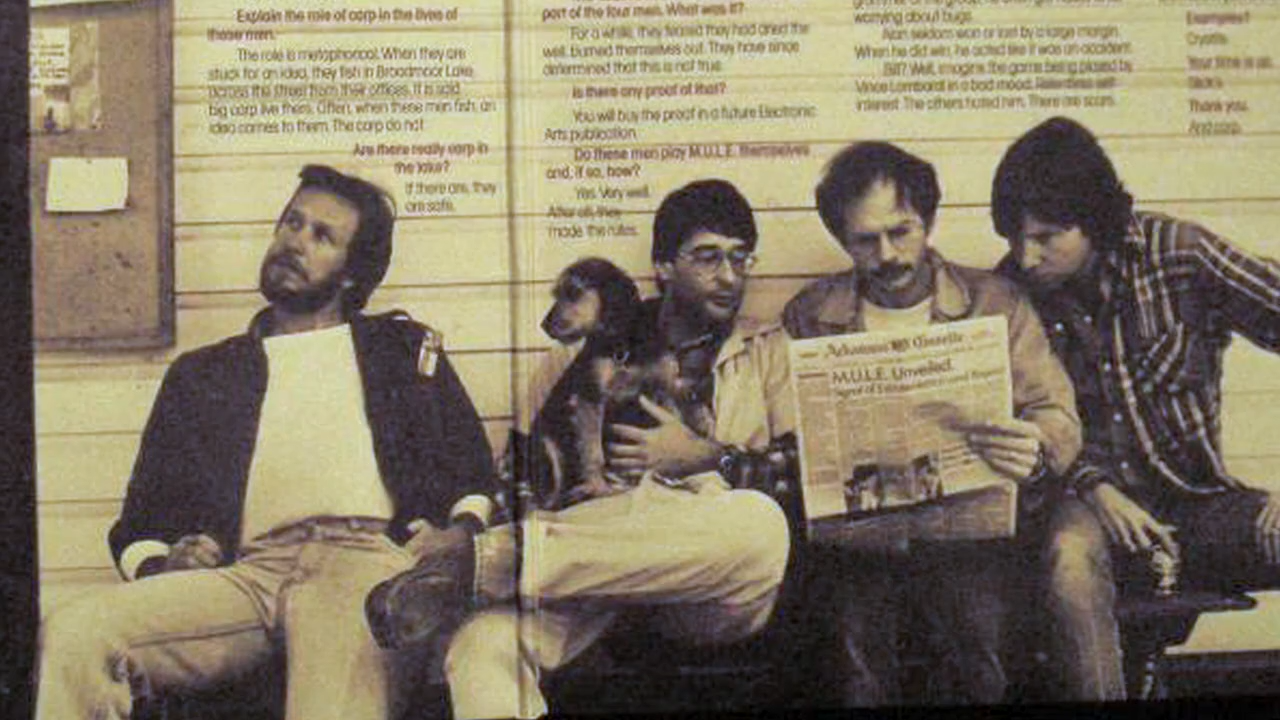 Explain the role of carp in the lives of
these men.
The role is metaphorical. When they are
stuck for an idea, they fish in Broadmoor Lake
across the street from their offices. It is said
big carp live there. Often, when these men fish, an
idea comes to them. The carp do not.
Are there really carp in
the lake?
If there are, they
are safe.
part of the four men. What was it?
For a while, they feared they had aried the
well, burned themselves out. They have since
determined that this is not true.
Is there any proof of that?
You will buy the proof in a future Electronic
Arts publication.
Do these men play M.U.L.E. themselves
and, if so, how?
Yes. Very well.
After all, they
made the rules.
worrying about bugs.
Alan seldom won or lost by a large margin.
When he did win, he acted like it was an accident.
Bill? Well, imagine the game being played by
Vince Lombardi in a bad mood. Relentless self-
interest. The others hated him. There are scars.
Examples?
Crystite.
Your time is up.
Thank you.
And carp.
Arkansas Gazette
M.U.L.E. Unveiled.